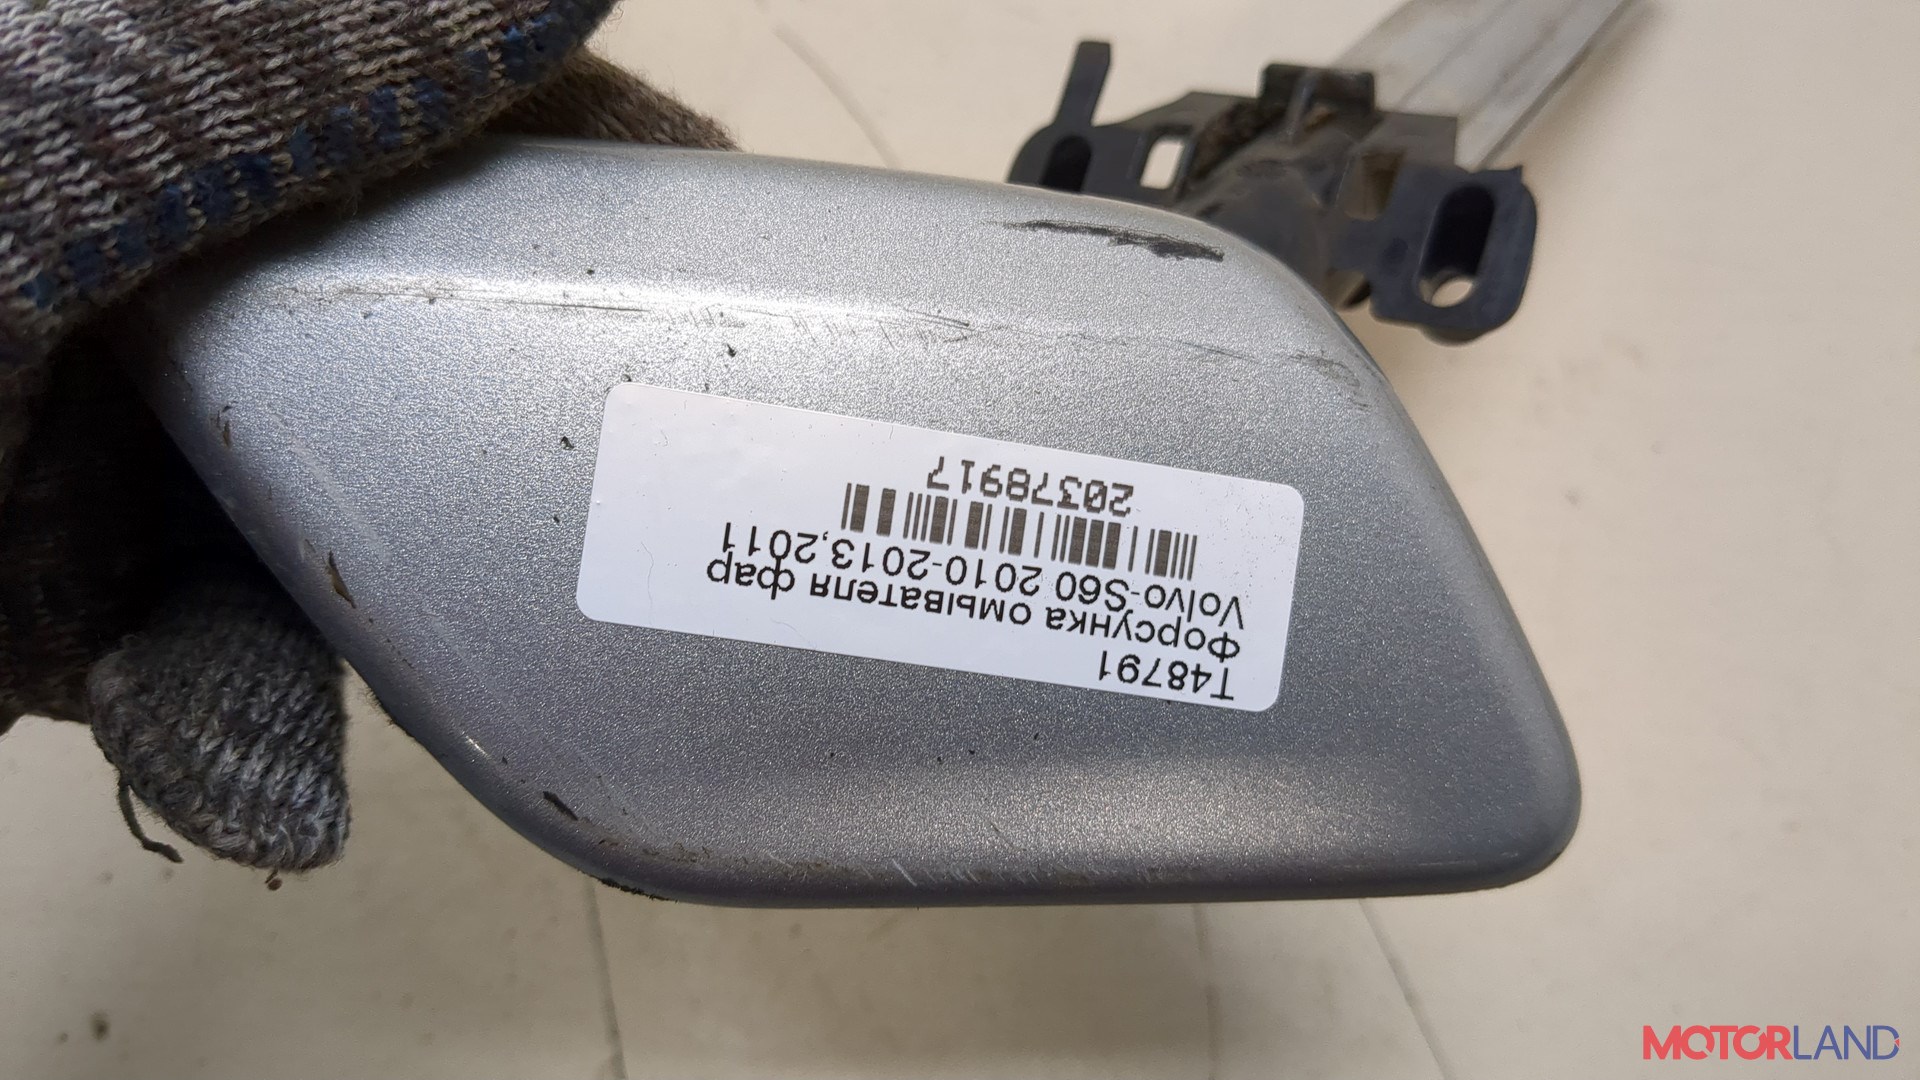 T48791
Форсунка омывателя фар
Volvo-S60 2010-2013,2011
20378917
MOTORLAND